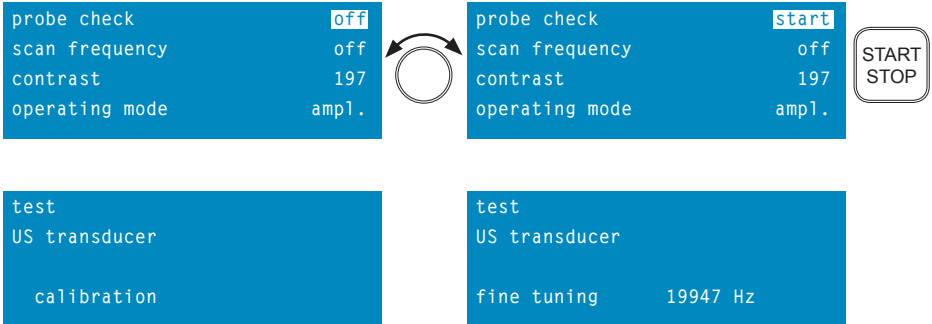 probe check off
scan frequency off
contrast 197
operating mode ampl.
probe check start
scan frequency off
contrast 197
operating mode ampl.
START
STOP
test
US transducer
calibration
test
US transducer
fine tuning 19947 Hz